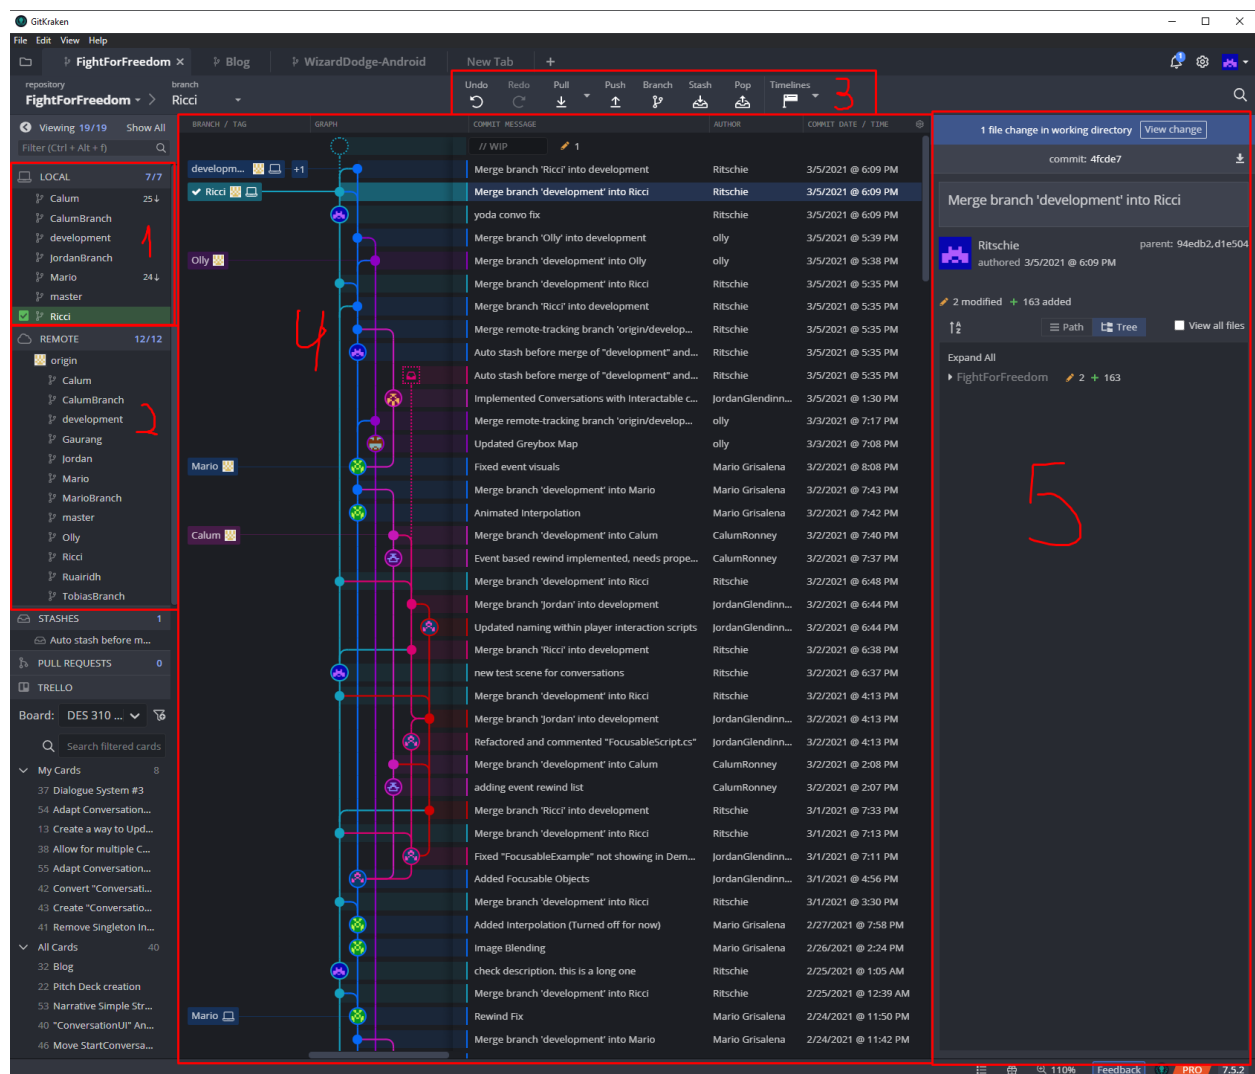 GitKraken
File Edit View Help
FightForFreedom × Blog WizardDodge-Android New Tab +
repository branch
FightForFreedom Ricci
Undo Redo Pull Push Branch Stash Pop Timelines
3
Viewing 19/19 Show All
Filter (Ctrl + Alt + f)
LOCAL 7/7
Calum 25↓
CalumBranch
development
JordanBranch
Mario 24↓
master
Ricci
1
REMOTE 12/12
origin
Calum
CalumBranch
development
Gaurang
Jordan
Mario
MarioBranch
master
Olly
Ricci
Ruairidh
TobiasBranch
2
STASHES 1
Auto stash before m...
PULL REQUESTS 0
TRELLO
Board: DES 310 ...
Search filtered cards
My Cards 8
37 Dialogue System #3
54 Adapt Conversation...
13 Create a way to Upd...
38 Allow for multiple C...
55 Adapt Conversation...
42 Convert "Conversati...
43 Create "Conversatio...
41 Remove Singleton In...
All Cards 40
32 Blog
22 Pitch Deck creation
53 Narrative Simple Str...
40 "ConversationUI" An...
46 Move StartConversa...
BRANCH / TAG GRAPH COMMIT MESSAGE AUTHOR COMMIT DATE / TIME
// WIP 1
developm... +1 Merge branch 'Ricci' into development Ritschie 3/5/2021 @ 6:09 PM
Ricci Merge branch 'development' into Ricci Ritschie 3/5/2021 @ 6:09 PM
yoda convo fix Ritschie 3/5/2021 @ 6:09 PM
Merge branch 'Olly' into development olly 3/5/2021 @ 5:39 PM
Olly Merge branch 'development' into Olly olly 3/5/2021 @ 5:38 PM
Merge branch 'development' into Ricci Ritschie 3/5/2021 @ 5:35 PM
Merge branch 'Ricci' into development Ritschie 3/5/2021 @ 5:35 PM
Merge remote-tracking branch 'origin/develop... Ritschie 3/5/2021 @ 5:35 PM
Auto stash before merge of "development" and... Ritschie 3/5/2021 @ 5:35 PM
Auto stash before merge of "development" and... Ritschie 3/5/2021 @ 5:35 PM
Implemented Conversations with Interactable c... JordanGlendinn... 3/5/2021 @ 1:30 PM
Merge remote-tracking branch 'origin/develop... olly 3/3/2021 @ 7:17 PM
Updated Greybox Map olly 3/3/2021 @ 7:08 PM
Mario Fixed event visuals Mario Grisalena 3/2/2021 @ 8:08 PM
Merge branch 'development' into Mario Mario Grisalena 3/2/2021 @ 7:43 PM
Animated Interpolation Mario Grisalena 3/2/2021 @ 7:42 PM
Calum Merge branch 'development' into Calum CalumRonney 3/2/2021 @ 7:40 PM
Event based rewind implemented, needs prope... CalumRonney 3/2/2021 @ 7:37 PM
Merge branch 'development' into Ricci Ritschie 3/2/2021 @ 6:48 PM
Merge branch 'Jordan' into development JordanGlendinn... 3/2/2021 @ 6:44 PM
Updated naming within player interaction scripts JordanGlendinn... 3/2/2021 @ 6:44 PM
Merge branch 'Ricci' into development Ritschie 3/2/2021 @ 6:38 PM
new test scene for conversations Ritschie 3/2/2021 @ 6:37 PM
Merge branch 'development' into Ricci Ritschie 3/2/2021 @ 4:13 PM
Merge branch 'Jordan' into development JordanGlendinn... 3/2/2021 @ 4:13 PM
Refactored and commented "FocusableScript.cs" JordanGlendinn... 3/2/2021 @ 4:13 PM
Merge branch 'development' into Calum CalumRonney 3/2/2021 @ 2:08 PM
adding event rewind list CalumRonney 3/2/2021 @ 2:07 PM
Merge branch 'Ricci' into development Ritschie 3/1/2021 @ 7:33 PM
Merge branch 'development' into Ricci Ritschie 3/1/2021 @ 7:13 PM
Fixed "FocusableExample" not showing in Dem... JordanGlendinn... 3/1/2021 @ 7:11 PM
Added Focusable Objects JordanGlendinn... 3/1/2021 @ 4:56 PM
Merge branch 'development' into Ricci Ritschie 3/1/2021 @ 3:30 PM
Added Interpolation (Turned off for now) Mario Grisalena 2/27/2021 @ 7:58 PM
Image Blending Mario Grisalena 2/26/2021 @ 2:24 PM
check description. this is a long one Ritschie 2/25/2021 @ 1:05 AM
Merge branch 'development' into Ricci Ritschie 2/25/2021 @ 12:39 AM
Mario Rewind Fix Mario Grisalena 2/24/2021 @ 11:50 PM
Merge branch 'development' into Mario Mario Grisalena 2/24/2021 @ 11:42 PM
4
1 file change in working directory View change
commit: 4fcde7
Merge branch 'development' into Ricci
Ritschie parent: 94edb2,d1e504
authored 3/5/2021 @ 6:09 PM
2 modified + 163 added
Path Tree View all files
Expand All
FightForFreedom 2 + 163
5
110% Feedback PRO 7.5.2